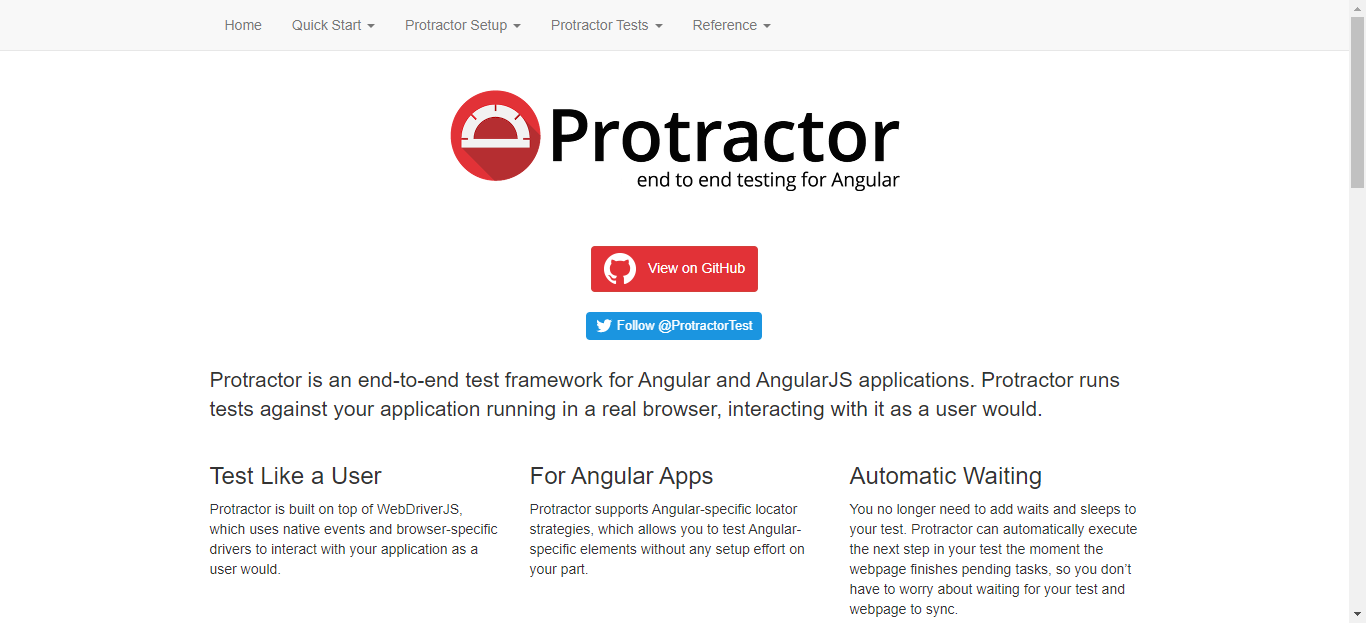 Home Quick Start Protractor Setup Protractor Tests Reference
Protractor
end to end testing for Angular
View on GitHub
Follow @ProtractorTest
Protractor is an end-to-end test framework for Angular and AngularJS applications. Protractor runs
tests against your application running in a real browser, interacting with it as a user would.
Test Like a User
Protractor is built on top of WebDriverJS,
which uses native events and browser-specific
drivers to interact with your application as a
user would.
For Angular Apps
Protractor supports Angular-specific locator
strategies, which allows you to test Angular-
specific elements without any setup effort on
your part.
Automatic Waiting
You no longer need to add waits and sleeps to
your test. Protractor can automatically execute
the next step in your test the moment the
webpage finishes pending tasks, so you don’t
have to worry about waiting for your test and
webpage to sync.